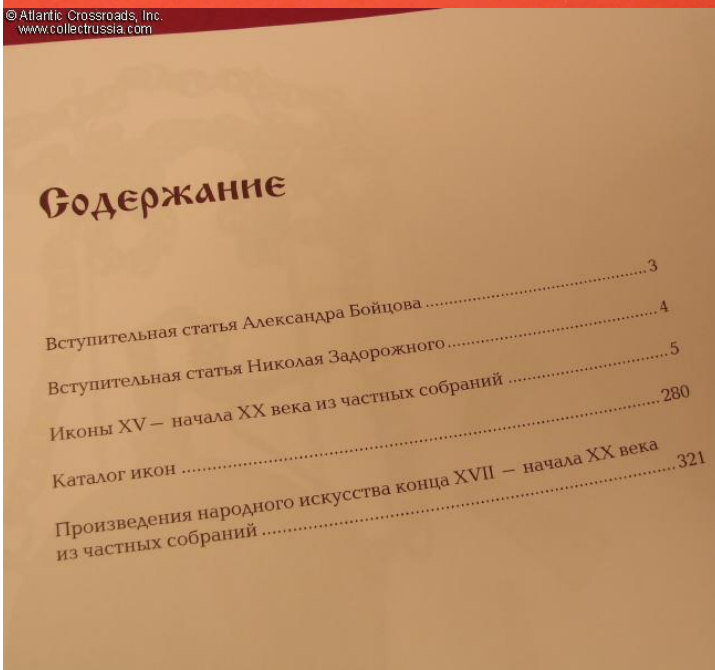 © Atlantic Crossroads, Inc.
www.collectrussia.com
Содержание
Вступительная статья Александра Бойцова ........................................ 3
Вступительная статья Николая Задорожного ........................................ 4
Иконы XV — начала XX века из частных собраний ............................... 5
Каталог икон ........................................................................................ 280
Произведения народного искусства конца XVII — начала XX века
из частных собраний ........................................................................... 321